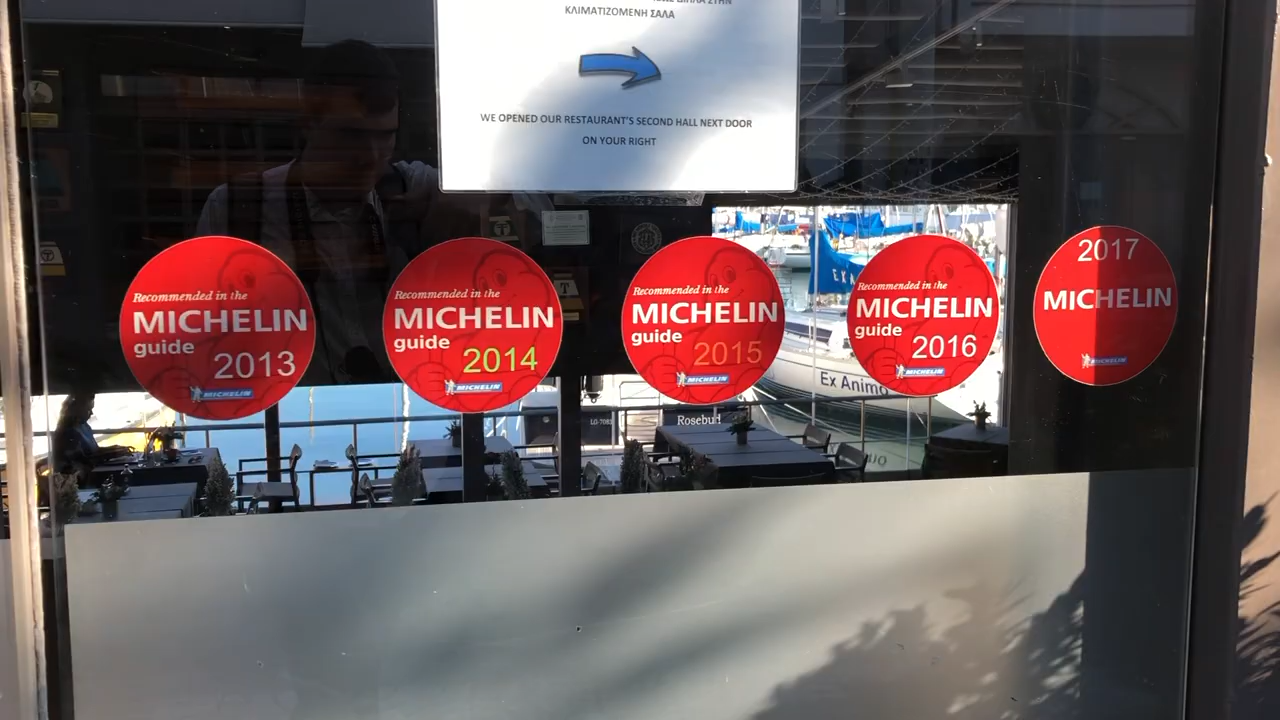 ΚΛΙΜΑΤΙΖΟΜΕΝΗ ΣΑΛΑ
WE OPENED OUR RESTAURANT'S SECOND HALL NEXT DOOR
ON YOUR RIGHT
Recommended in the
MICHELIN
guide
2013
MICHELIN
Recommended in the
MICHELIN
guide
2014
MICHELIN
Recommended in the
MICHELIN
guide
2015
MICHELIN
Recommended in the
MICHELIN
guide
2016
MICHELIN
2017
MICHELIN
MICHELIN
Ex Animo
Rosebud